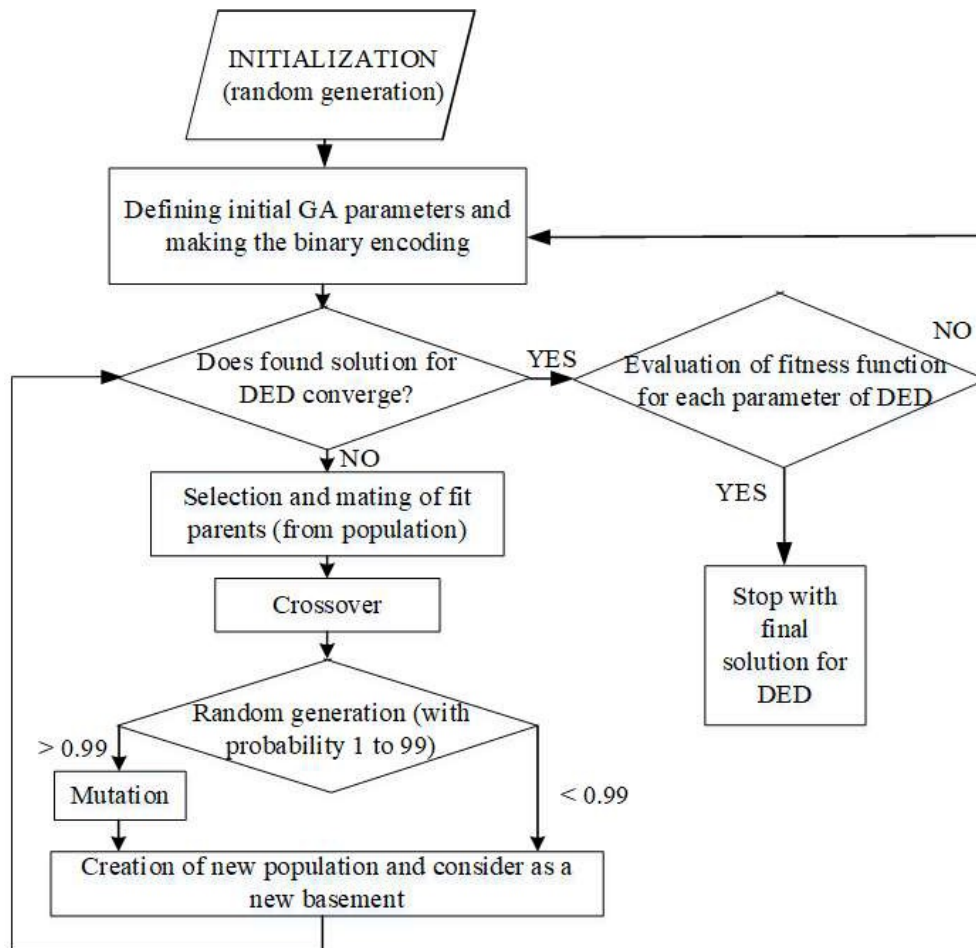 INITIALIZATION
(random generation)
Defining initial GA parameters and
making the binary encoding
Does found solution for
DED converge?
YES
Evaluation of fitness function
for each parameter of DED
NO
NO
YES
Selection and mating of fit
parents (from population)
Crossover
Stop with
final
solution for
DED
Random generation (with
probability 1 to 99)
> 0.99
< 0.99
Mutation
Creation of new population and consider as a
new basement